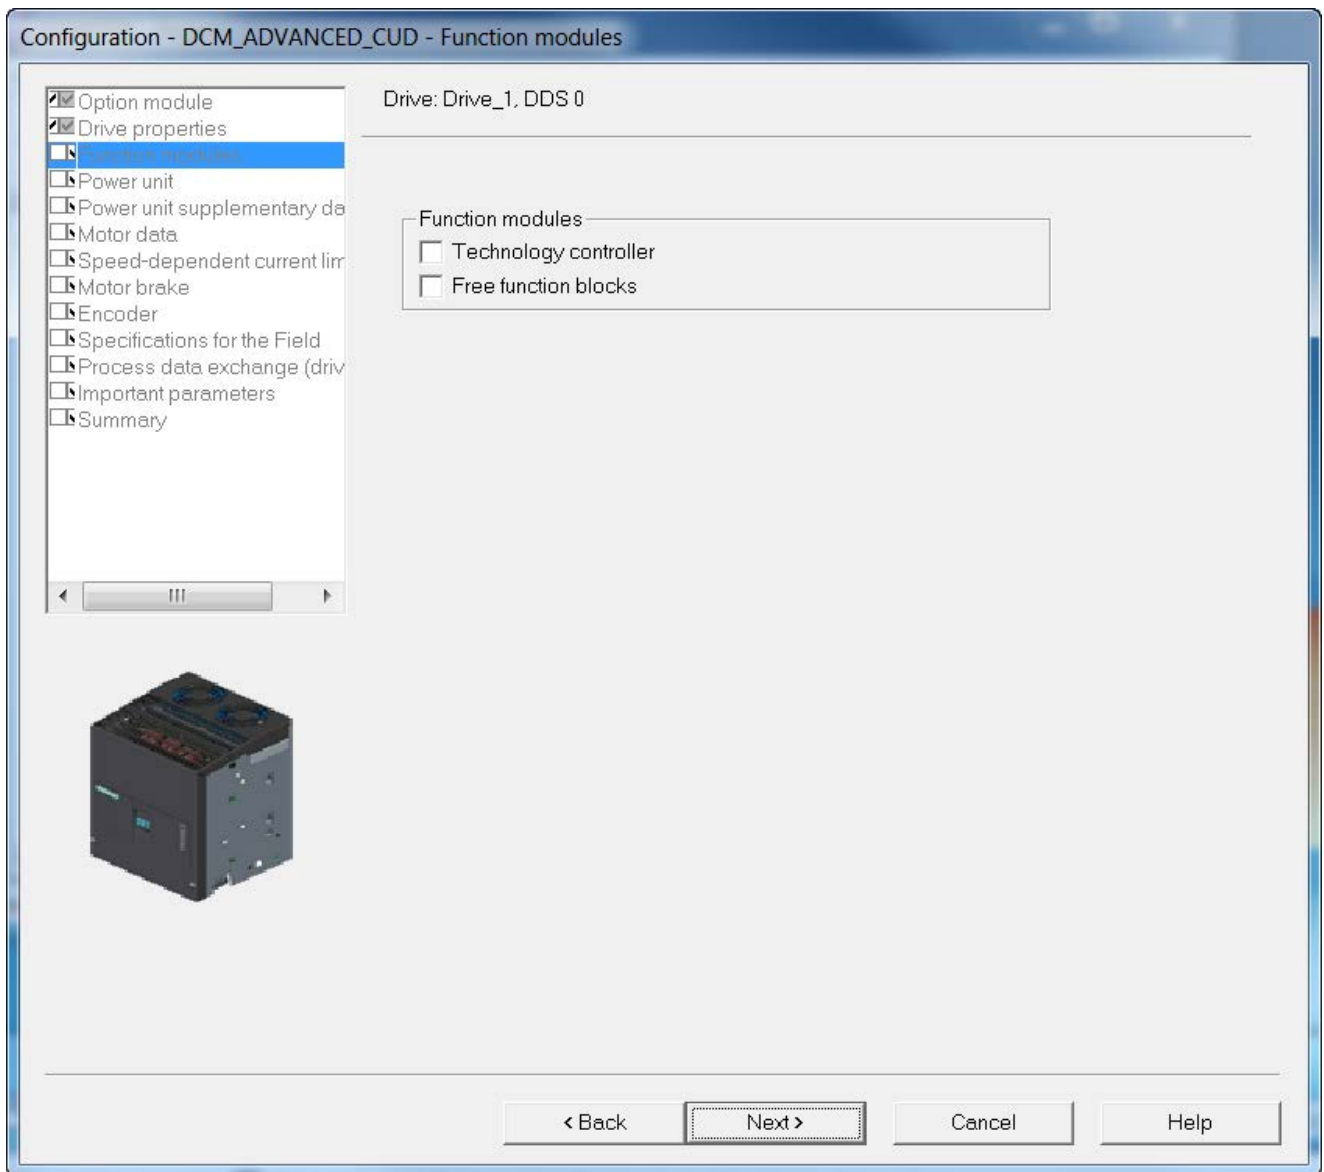 Configuration - DCM_ADVANCED_CUD - Function modules
Option module
Drive properties
Function modules
Power unit
Power unit supplementary da
Motor data
Speed-dependent current lim
Motor brake
Encoder
Specifications for the Field
Process data exchange (driv
Important parameters
Summary
Drive: Drive_1, DDS 0
Function modules
Technology controller
Free function blocks
< Back
Next >
Cancel
Help